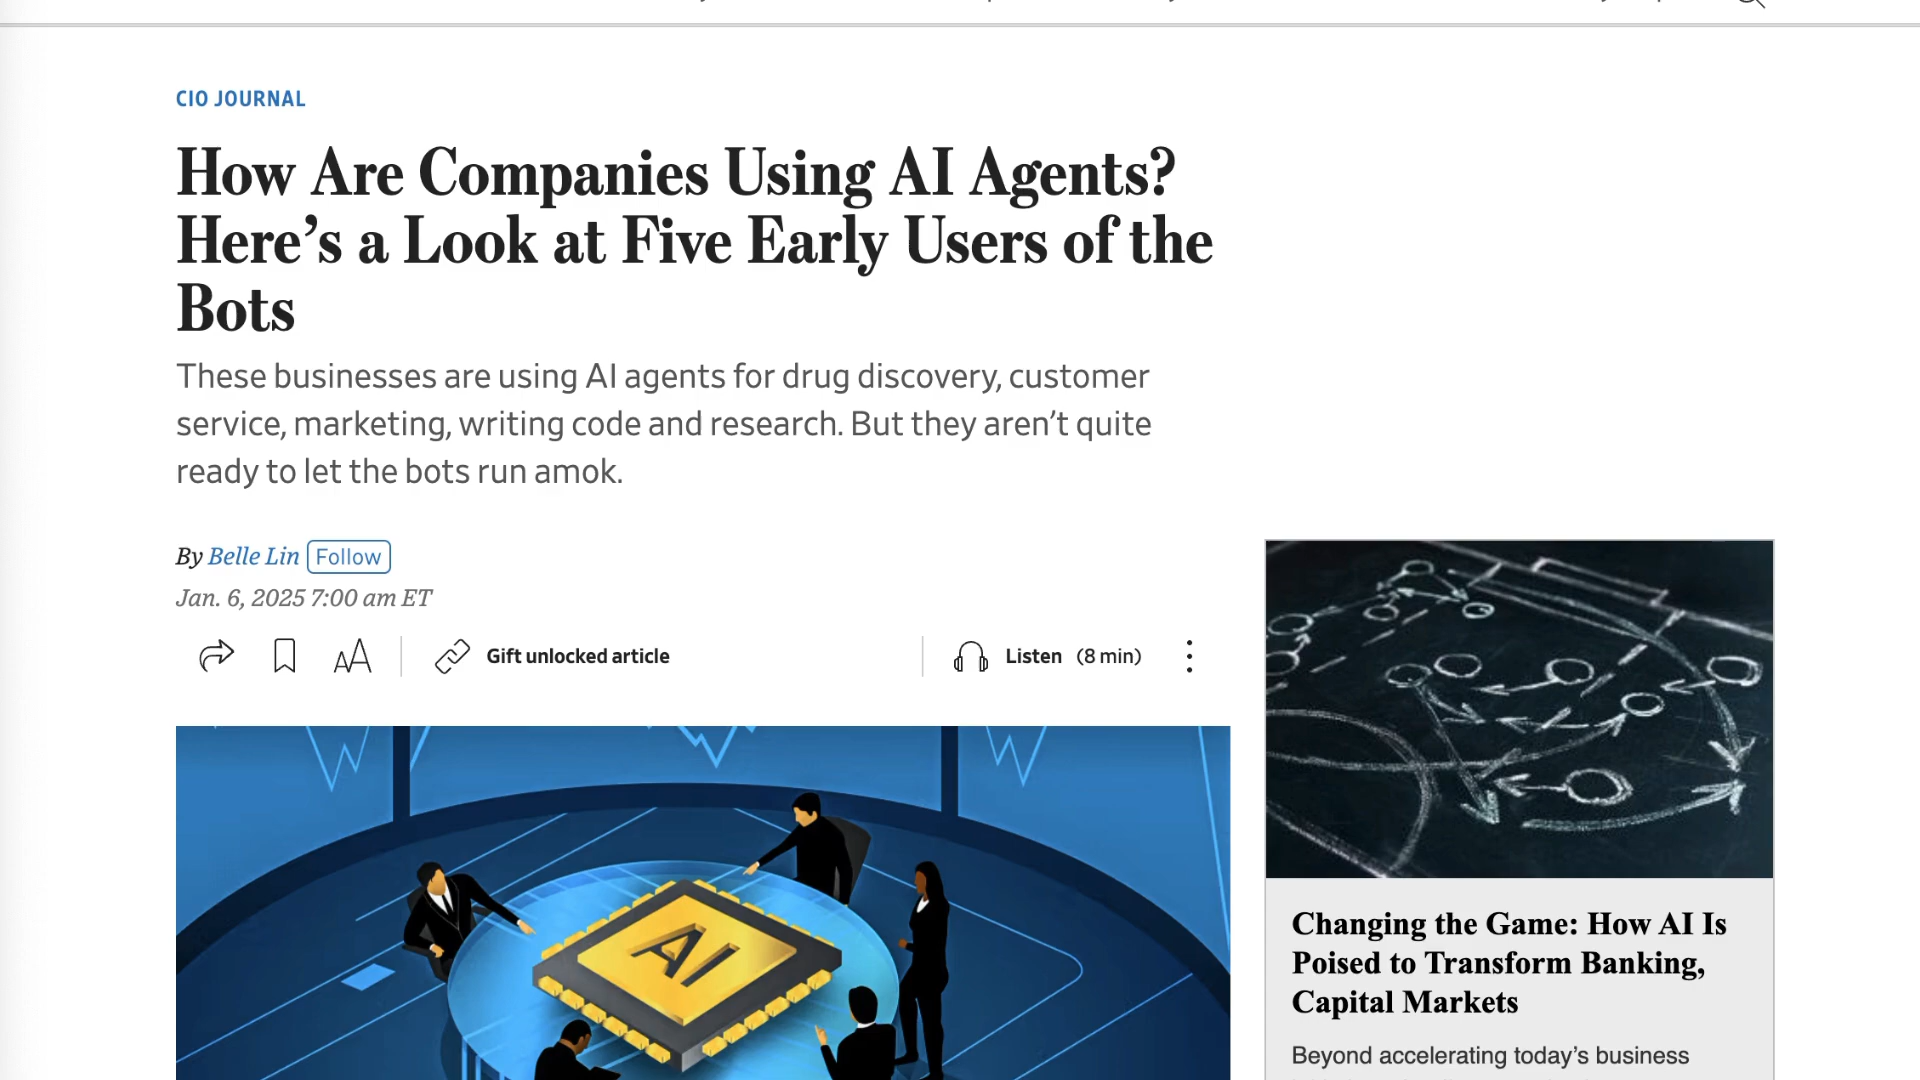 CIO JOURNAL
How Are Companies Using AI Agents?
Here’s a Look at Five Early Users of the
Bots
These businesses are using AI agents for drug discovery, customer
service, marketing, writing code and research. But they aren’t quite
ready to let the bots run amok.
By Belle Lin Follow
Jan. 6, 2025 7:00 am ET
AA Gift unlocked article Listen (8 min)
AI
Changing the Game: How AI Is
Poised to Transform Banking,
Capital Markets
Beyond accelerating today’s business